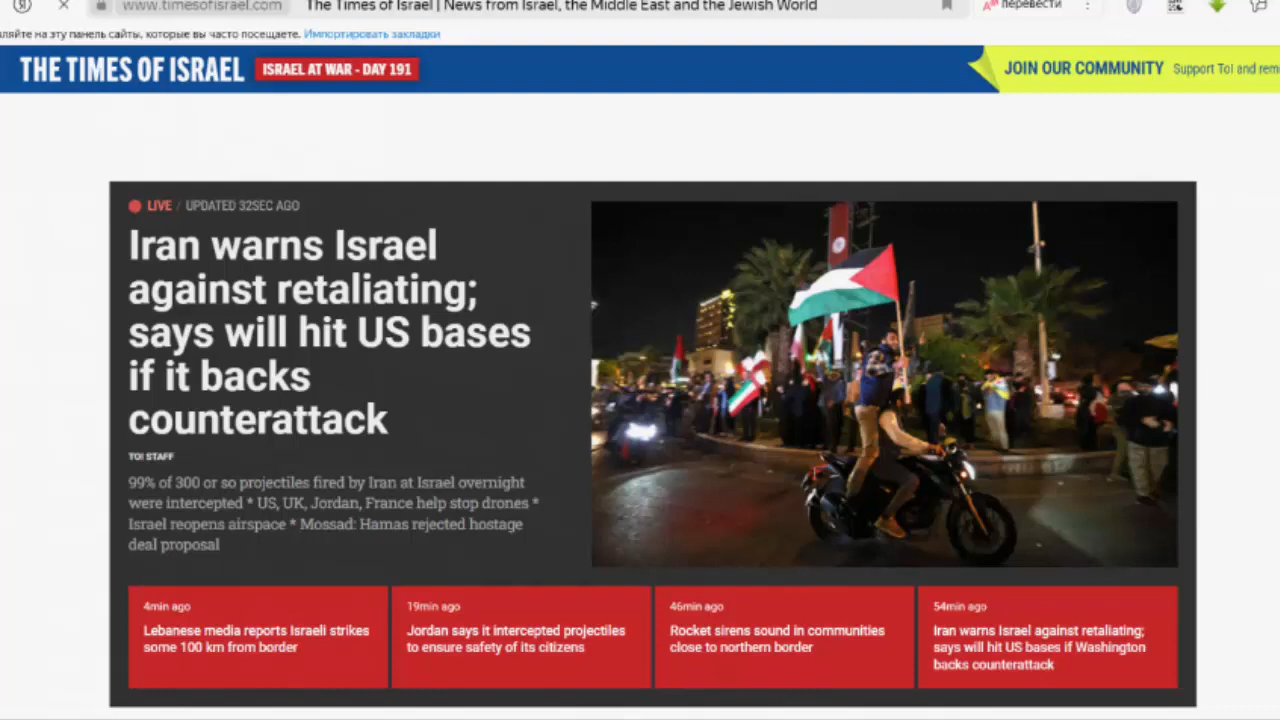 www.timesofisrael.com The Times of Israel | News from Israel, the Middle East and the Jewish World перевести
сайты, которые вы часто посещаете. Импортировать закладки
THE TIMES OF ISRAEL ISRAEL AT WAR - DAY 191 JOIN OUR COMMUNITY Support ToI and
LIVE / UPDATED 32SEC AGO
Iran warns Israel
against retaliating;
says will hit US bases
if it backs
counterattack
TOI STAFF
99% of 300 or so projectiles fired by Iran at Israel overnight
were intercepted * US, UK, Jordan, France help stop drones *
Israel reopens airspace * Mossad: Hamas rejected hostage
deal proposal
4min ago
Lebanese media reports Israeli strikes
some 100 km from border
19min ago
Jordan says it intercepted projectiles
to ensure safety of its citizens
46min ago
Rocket sirens sound in communities
close to northern border
54min ago
Iran warns Israel against retaliating;
says will hit US bases if Washington
backs counterattack